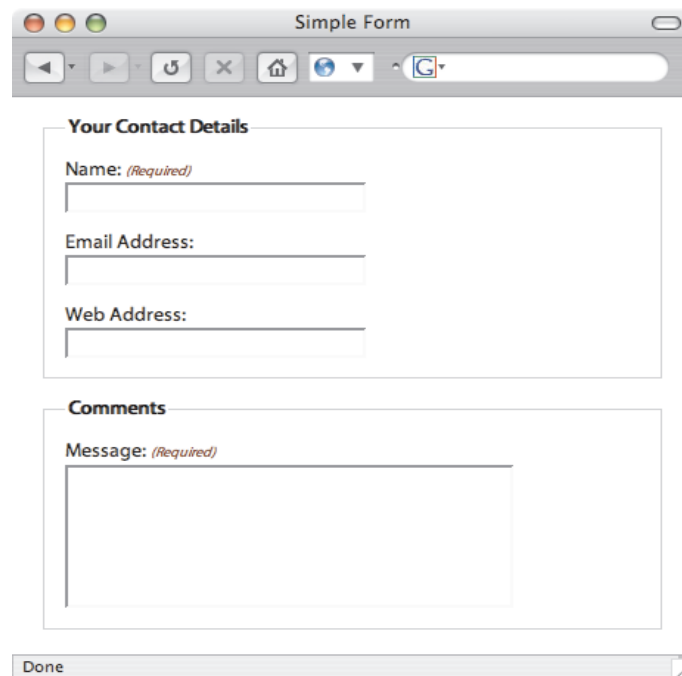 Simple Form
G
Your Contact Details
Name: (Required)
Email Address:
Web Address:
Comments
Message: (Required)
Done